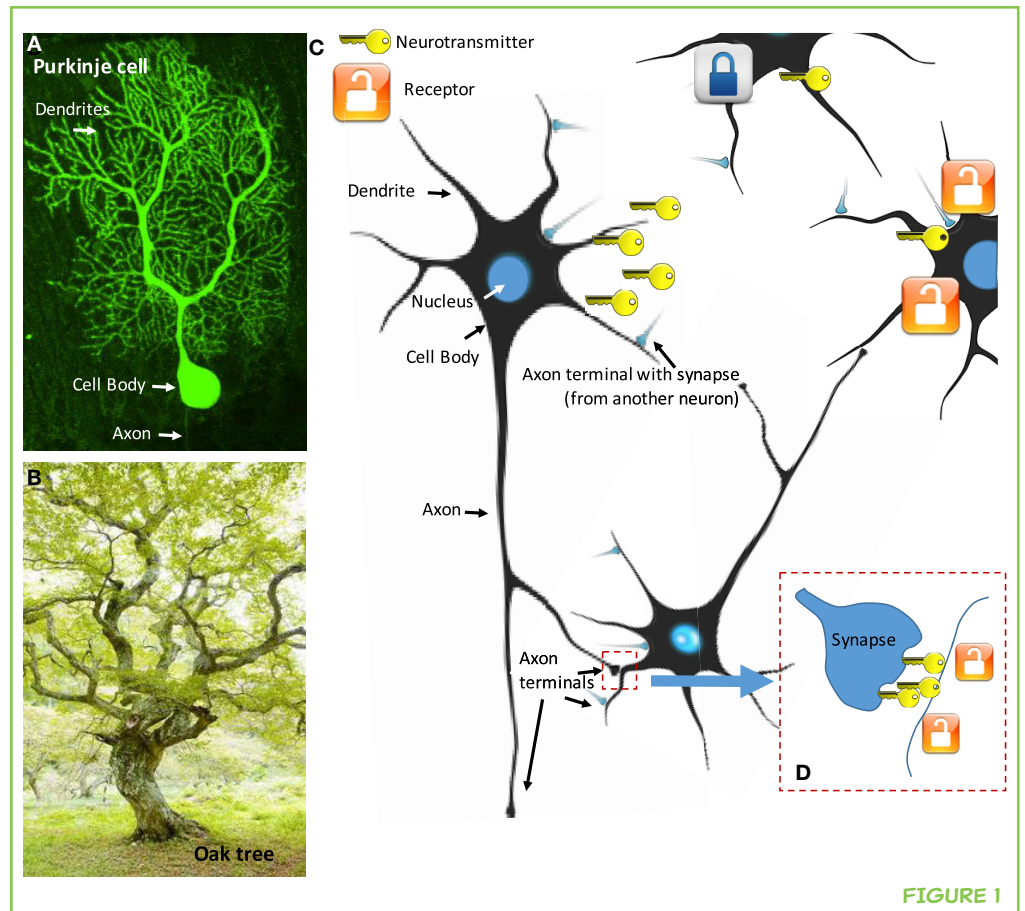 A
Purkinje cell
Dendrites
Cell Body
Axon
B
Oak tree
C
Neurotransmitter
Receptor
Dendrite
Nucleus
Cell Body
Axon terminal with synapse
(from another neuron)
Axon
Axon
terminals
Synapse
D
FIGURE 1